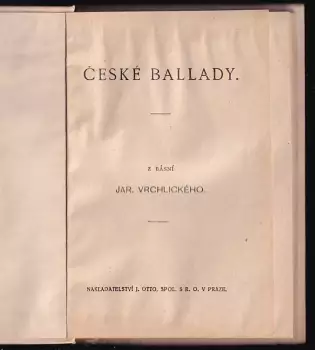 ČESKÉ BALLADY.
Z BÁSNÍ
JAR. VRCHLICKÉHO.
NAKLADATELSTVÍ J. OTTO, SPOL. S R. O. V PRAZE.